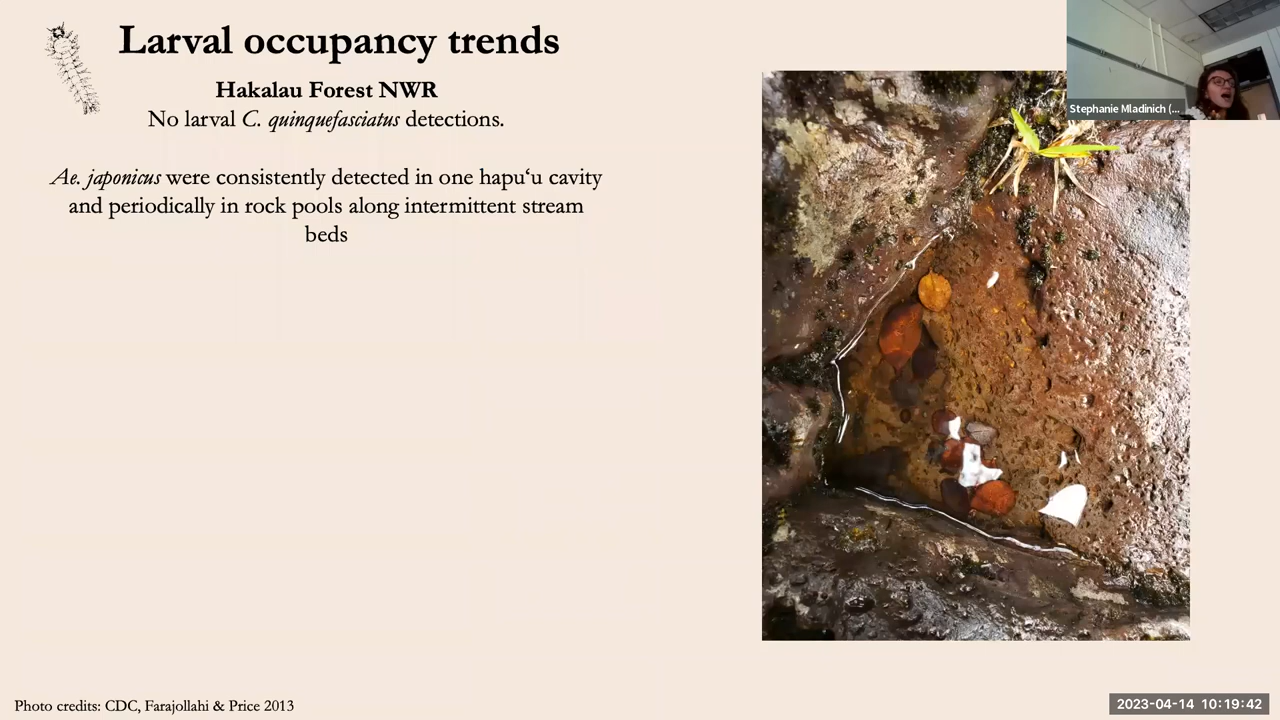 Larval occupancy trends
Hakalau Forest NWR
No larval C. quinquefasciatus detections.
Ae. japonicus were consistently detected in one hapuʻu cavity
and periodically in rock pools along intermittent stream
beds
Stephanie Mladinich (...
Photo credits: CDC, Farajollahi & Price 2013
2023-04-14 10:19:42